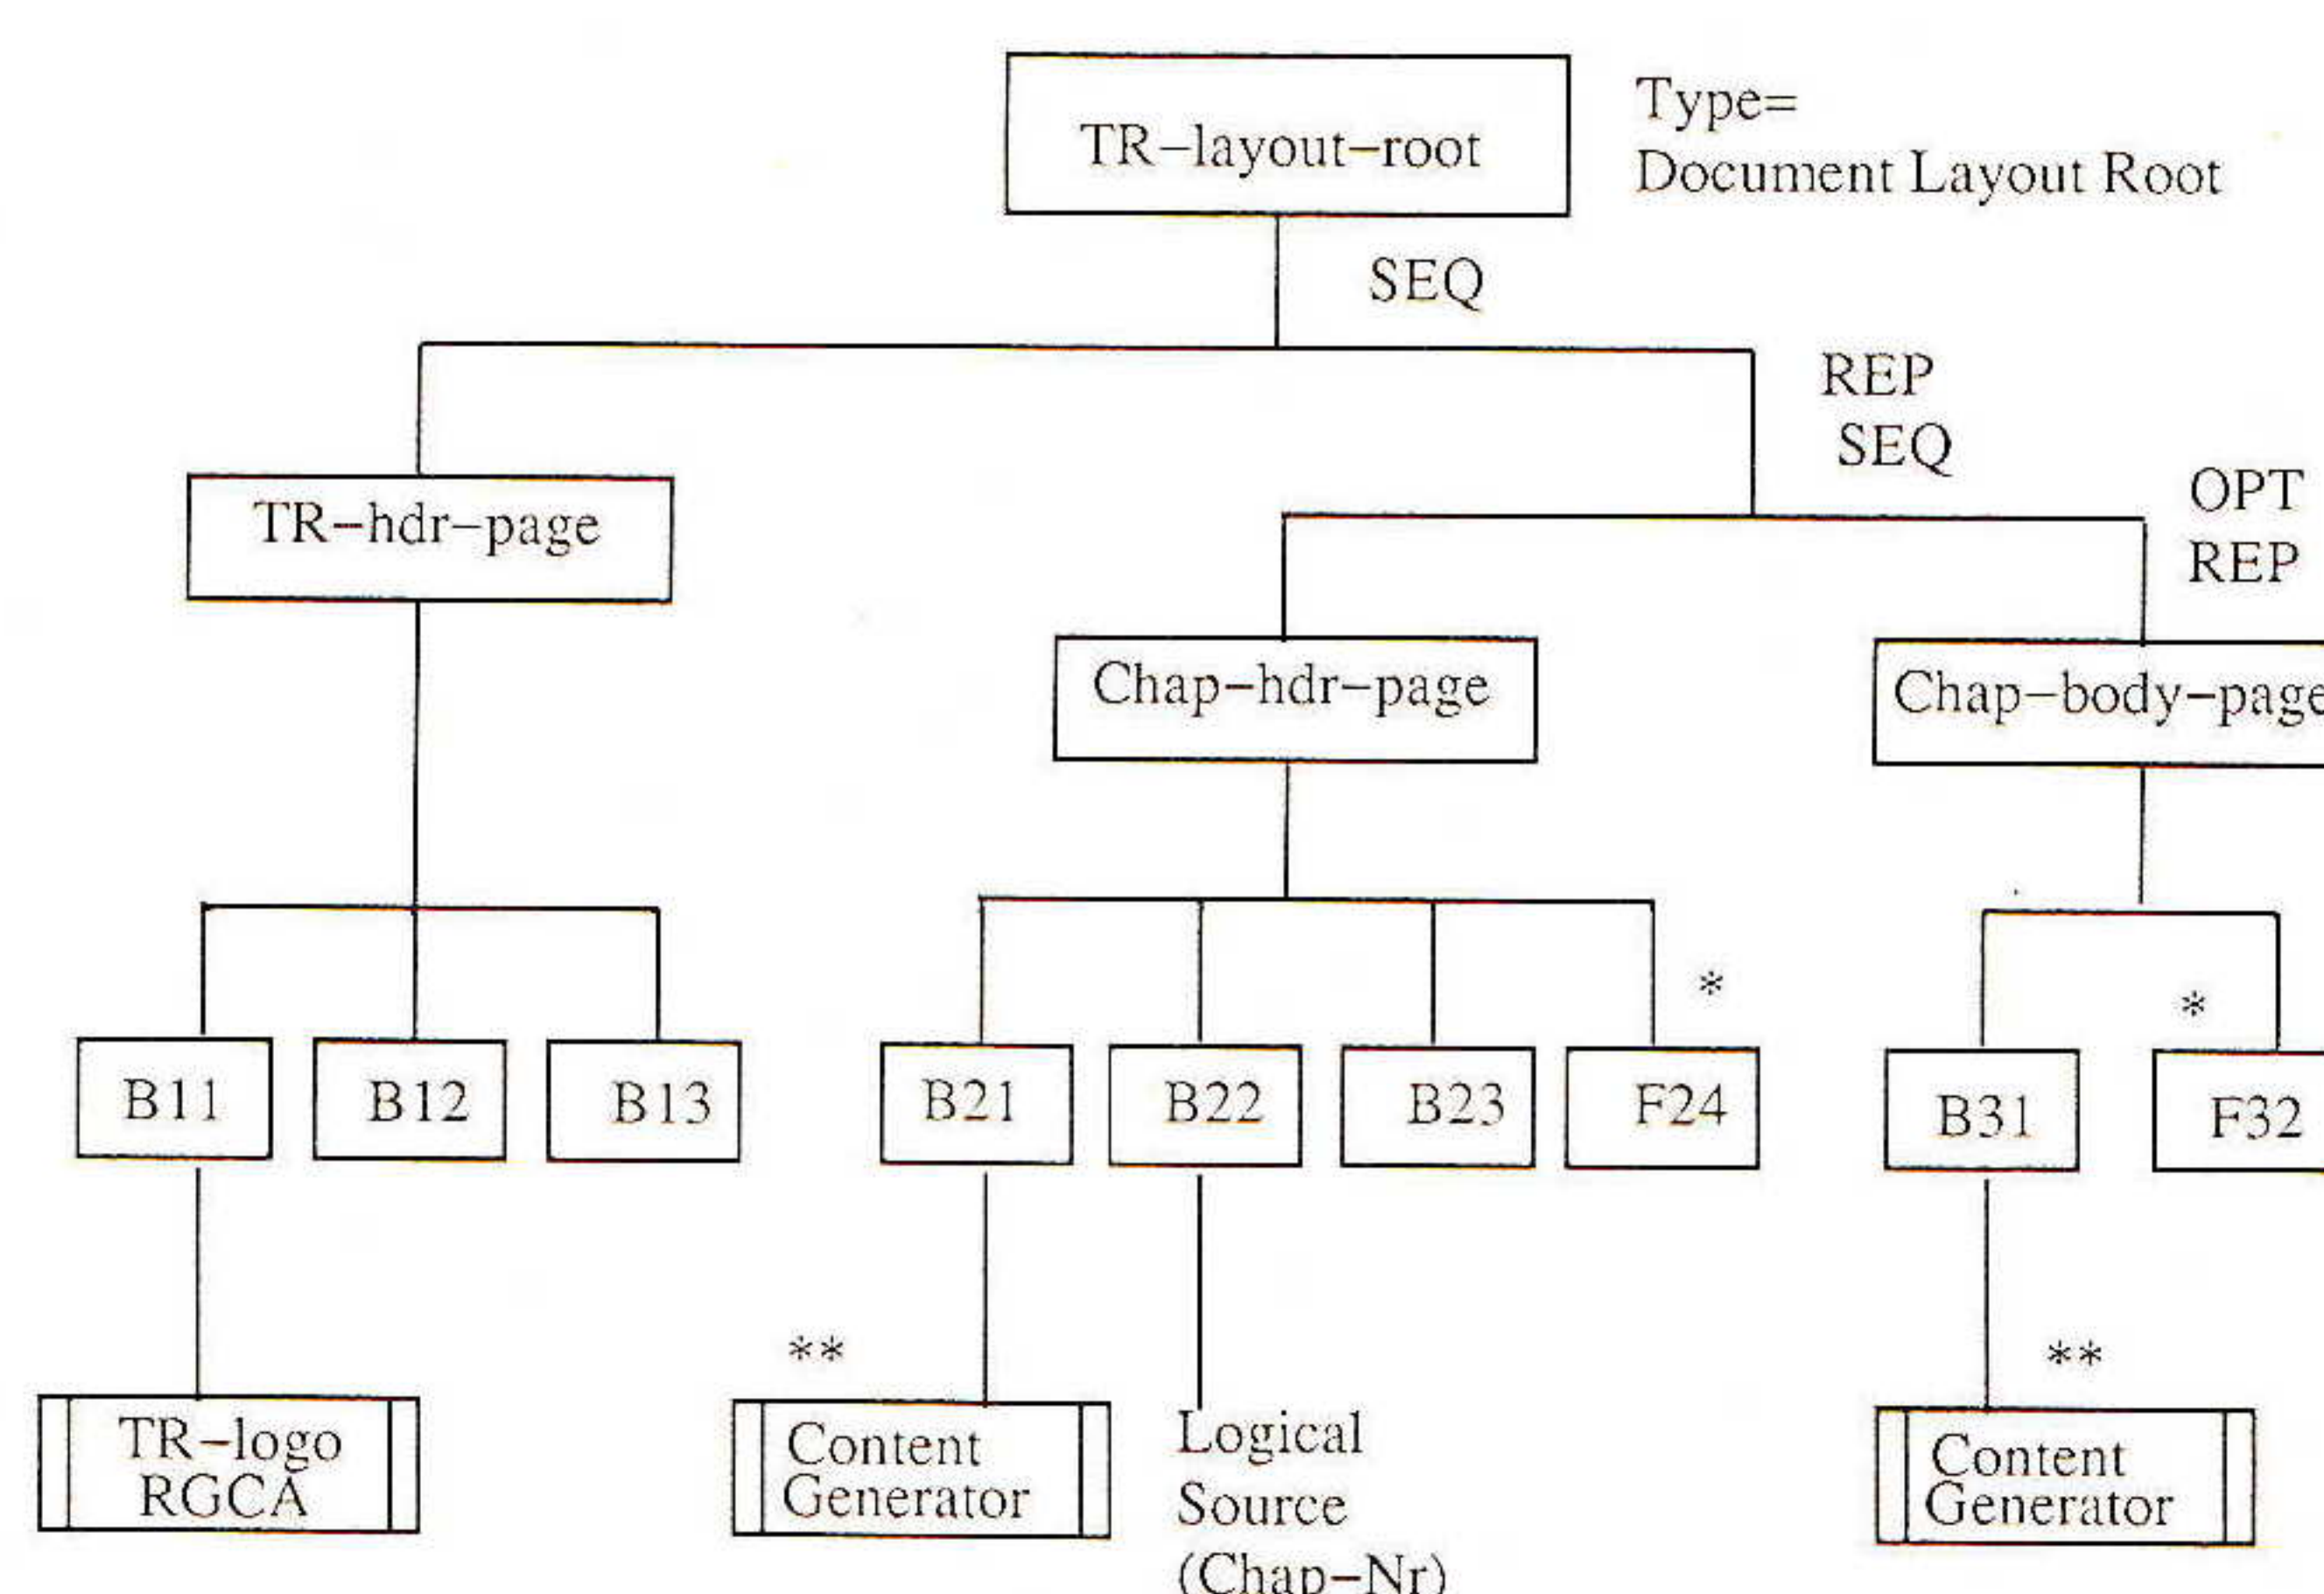 TR–layout–root
Type=
Document Layout Root
SEQ
REP
SEQ
OPT
REP
TR–hdr–page
Chap–hdr–page
Chap–body–page
*
*
B11
B12
B13
B21
B22
B23
F24
B31
F32
**
**
TR–logo
RGCA
Content
Generator
Logical
Source
(Chap–Nr)
Content
Generator